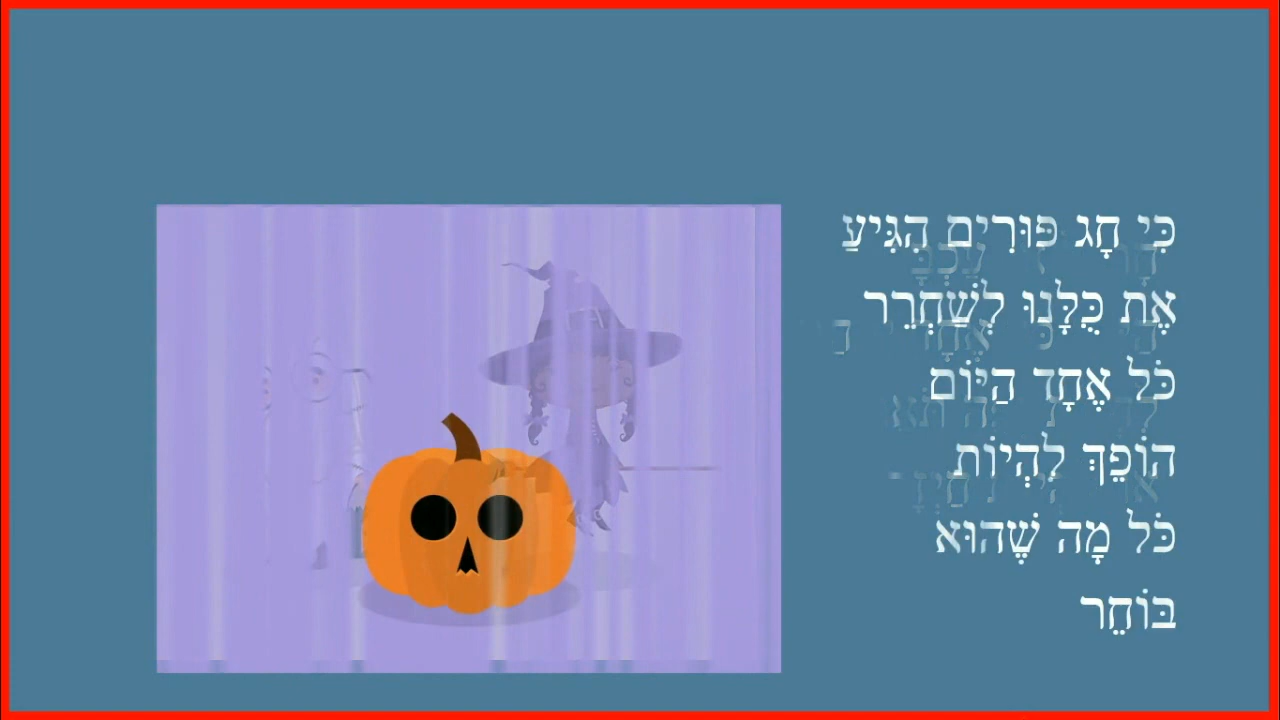 כִּי חָג פּוּרִים הִגִּיעַ
אֶת כֻּלָּנוּ לְשַׁחְרֵר
כֹּל אֶחָד הַיּוֹם
הוֹפֵךְ לִהְיוֹת
כֹּל מָה שֶׁהוּא
בּוֹחֵר